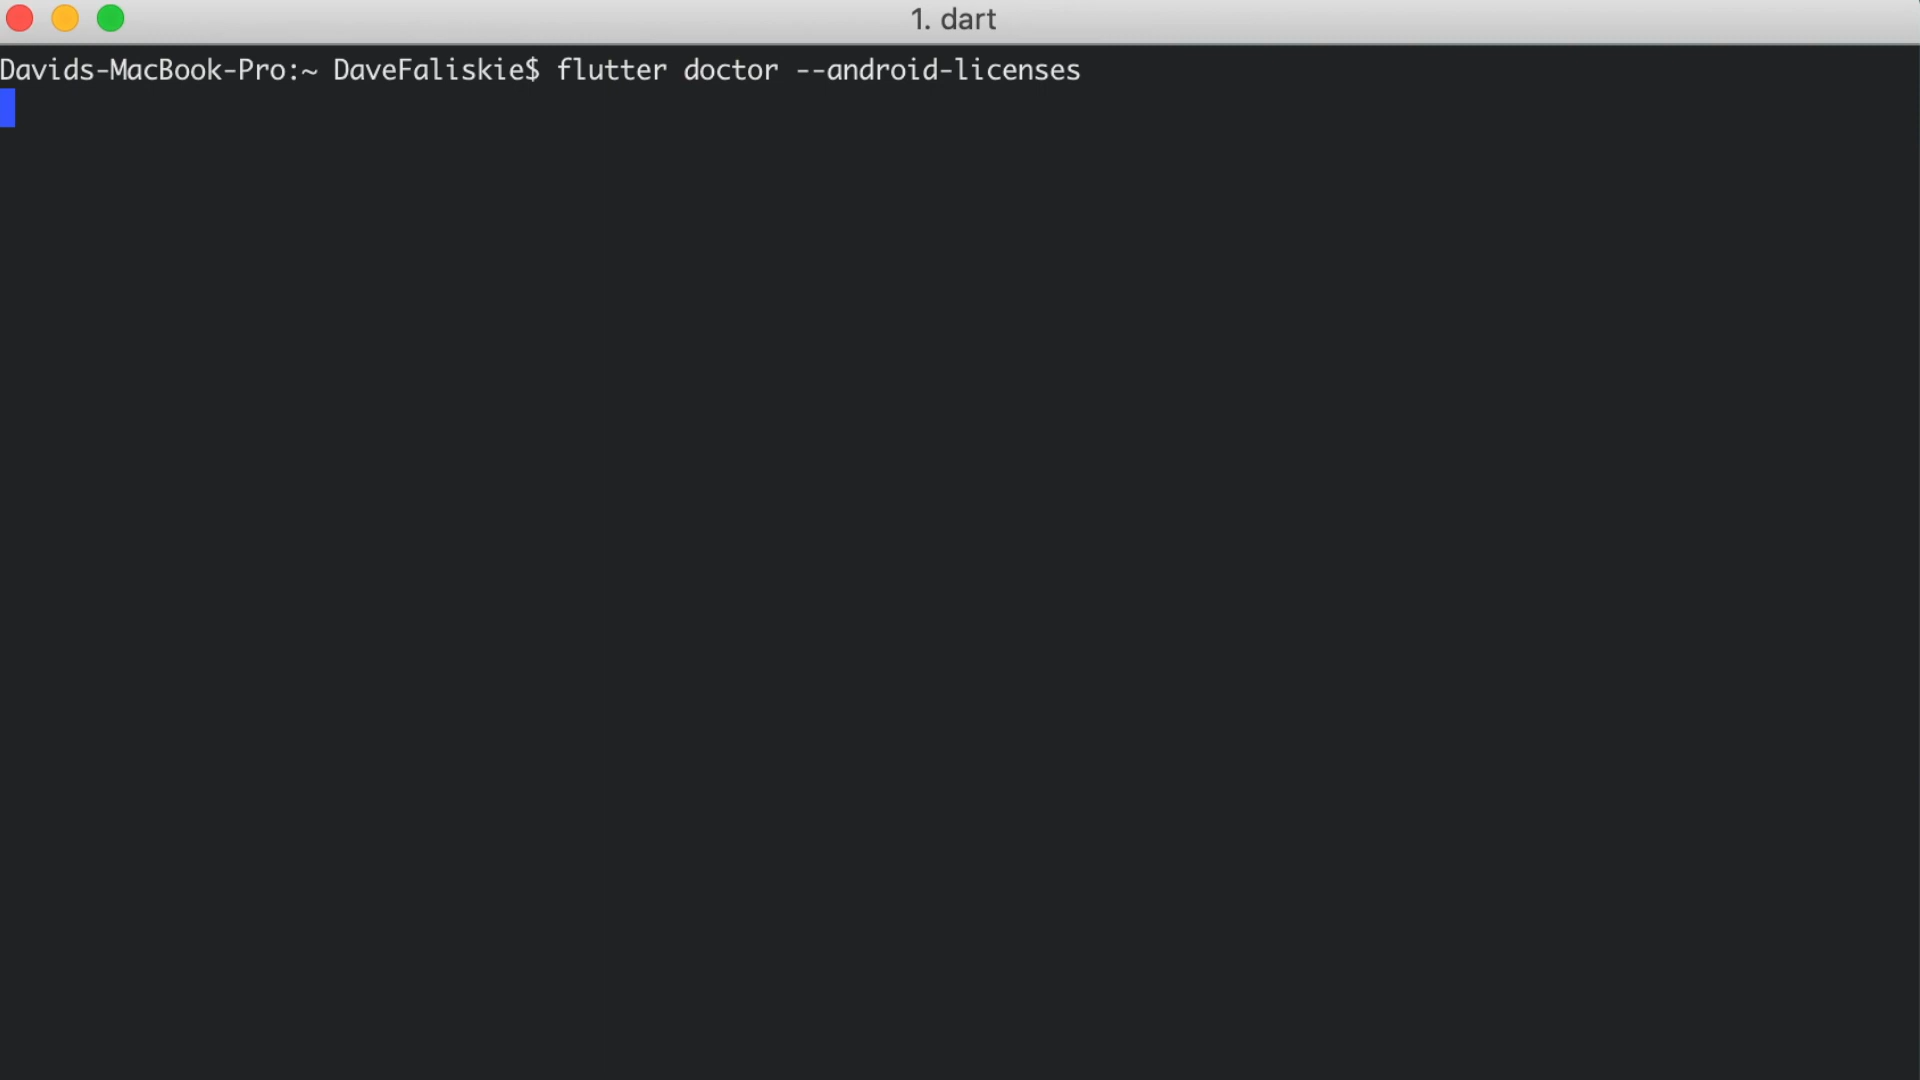 1. dart
Davids-MacBook-Pro:~ DaveFaliskie$ flutter doctor --android-licenses